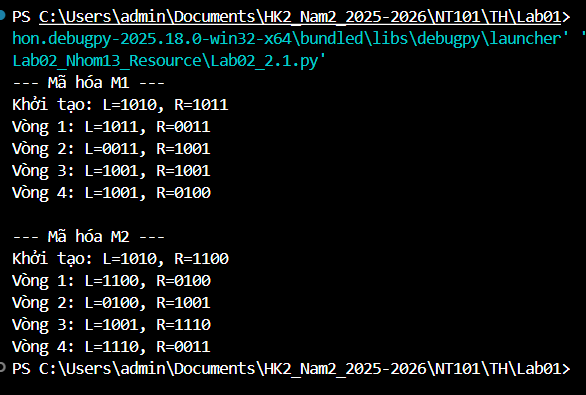 PS C:\Users\admin\Documents\HK2_Nam2_2025-2026\NT101\TH\Lab01>
hon.debugpy-2025.18.0-win32-x64\bundled\libs\debugpy\launcher' '
Lab02_Nhom13_Resource\Lab02_2.1.py'
--- Mã hóa M1 ---
Khởi tạo: L=1010, R=1011
Vòng 1: L=1011, R=0011
Vòng 2: L=0011, R=1001
Vòng 3: L=1001, R=1001
Vòng 4: L=1001, R=0100

--- Mã hóa M2 ---
Khởi tạo: L=1010, R=1100
Vòng 1: L=1100, R=0100
Vòng 2: L=0100, R=1001
Vòng 3: L=1001, R=1110
Vòng 4: L=1110, R=0011
PS C:\Users\admin\Documents\HK2_Nam2_2025-2026\NT101\TH\Lab01>